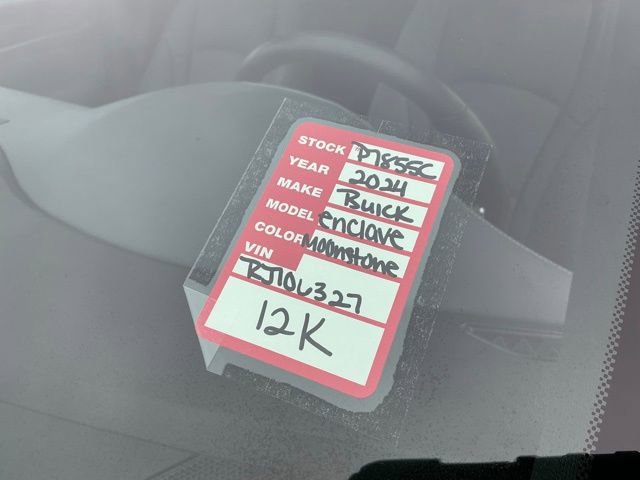 STOCK # P7855C
YEAR 2024
MAKE Buick
MODEL enclave
COLOR Moonstone
VIN
RJ106327
12K